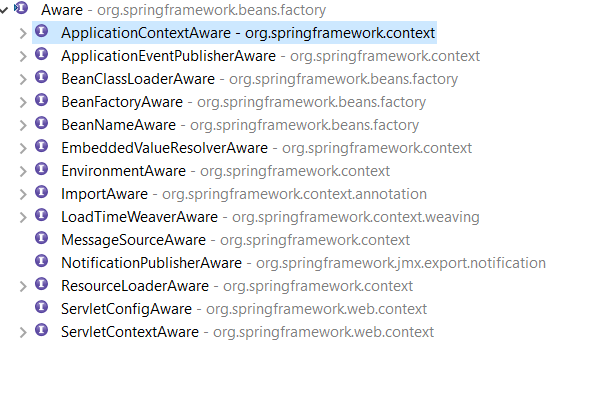 Aware - org.springframework.beans.factory
ApplicationContextAware - org.springframework.context
ApplicationEventPublisherAware - org.springframework.context
BeanClassLoaderAware - org.springframework.beans.factory
BeanFactoryAware - org.springframework.beans.factory
BeanNameAware - org.springframework.beans.factory
EmbeddedValueResolverAware - org.springframework.context
EnvironmentAware - org.springframework.context
ImportAware - org.springframework.context.annotation
LoadTimeWeaverAware - org.springframework.context.weaving
MessageSourceAware - org.springframework.context
NotificationPublisherAware - org.springframework.jmx.export.notification
ResourceLoaderAware - org.springframework.context
ServletConfigAware - org.springframework.web.context
ServletContextAware - org.springframework.web.context